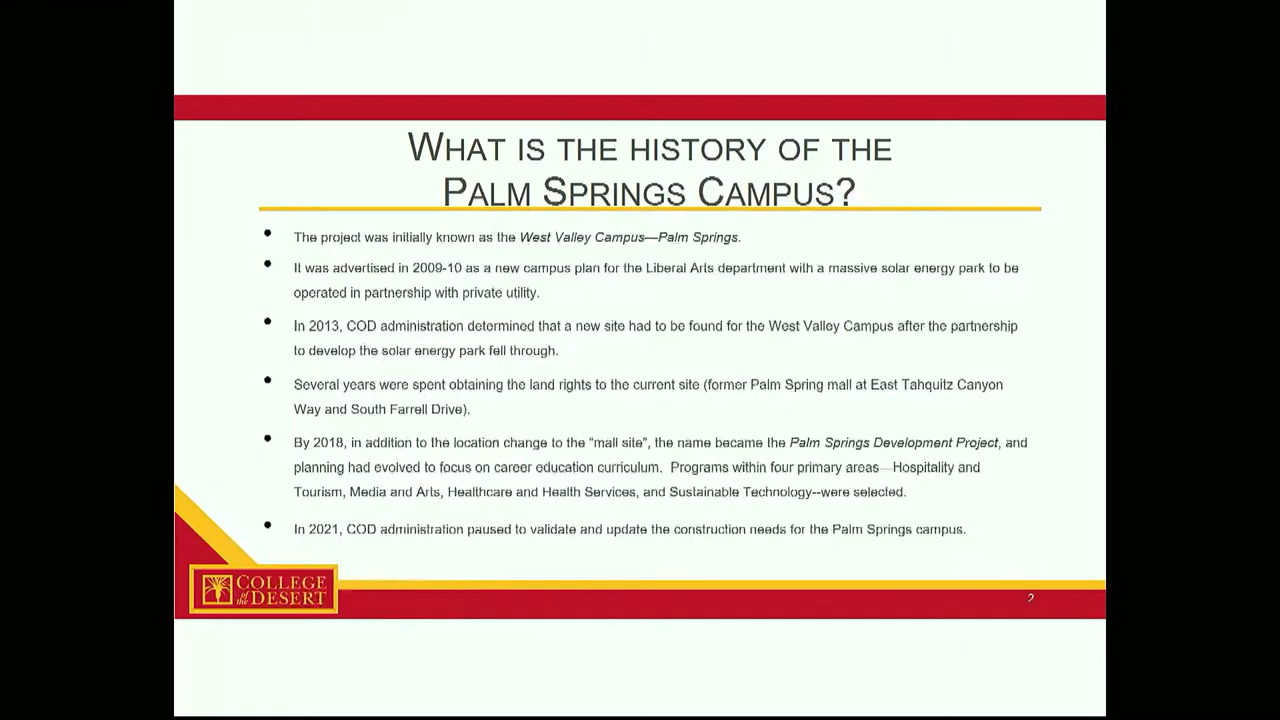 WHAT IS THE HISTORY OF THE
PALM SPRINGS CAMPUS?
• The project was initially known as the West Valley Campus—Palm Springs.
• It was advertised in 2009-10 as a new campus plan for the Liberal Arts department with a massive solar energy park to be
operated in partnership with private utility.
• In 2013, COD administration determined that a new site had to be found for the West Valley Campus after the partnership
to develop the solar energy park fell through.
• Several years were spent obtaining the land rights to the current site (former Palm Spring mall at East Tahquitz Canyon
Way and South Farrell Drive).
• By 2018, in addition to the location change to the “mall site”, the name became the Palm Springs Development Project, and
planning had evolved to focus on career education curriculum. Programs within four primary areas—Hospitality and
Tourism, Media and Arts, Healthcare and Health Services, and Sustainable Technology--were selected.
• In 2021, COD administration paused to validate and update the construction needs for the Palm Springs campus.
COLLEGE
of the DESERT
2